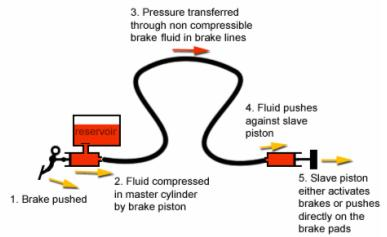 3. Pressure transferred
through non compressible
brake fluid in brake lines
reservoir
4. Fluid pushes
against slave
piston
1. Brake pushed
2. Fluid compressed
in master cylinder
by brake piston
5. Slave piston
either activates
brakes or pushes
directly on the
brake pads